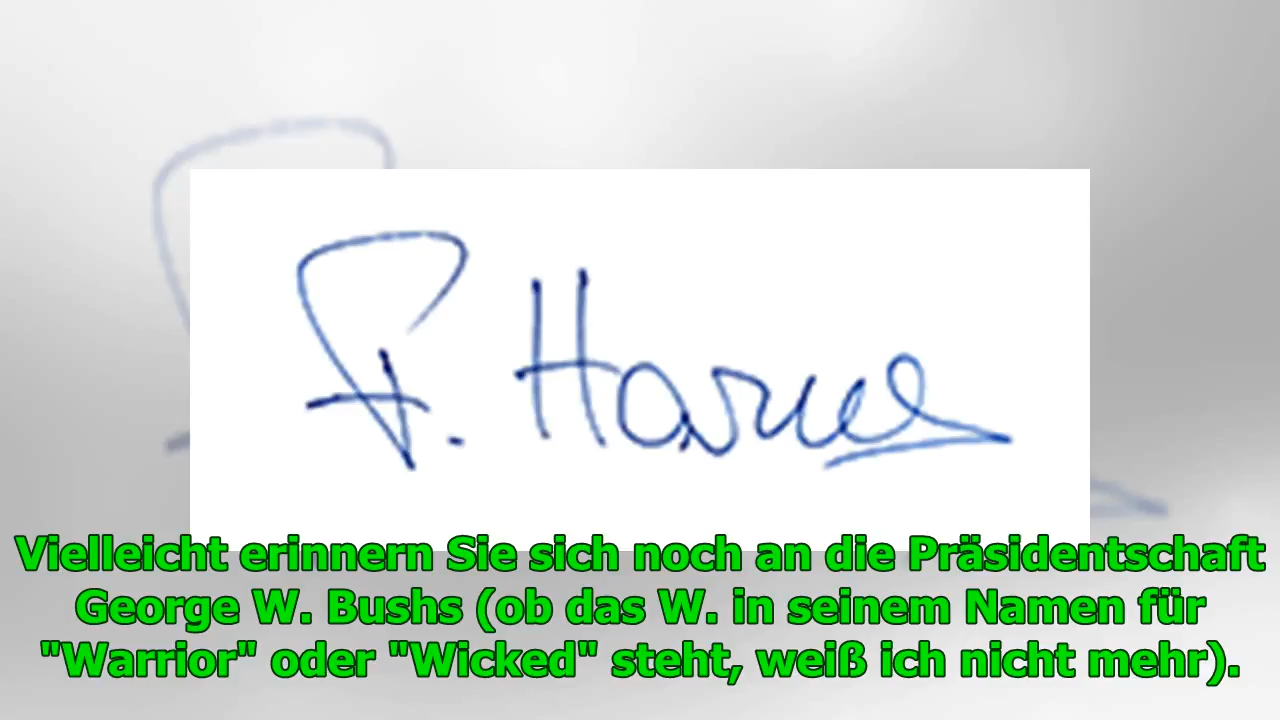 F. Harms
Vielleicht erinnern Sie sich noch an die Präsidentschaft
George W. Bushs (ob das W. in seinem Namen für
"Warrior" oder "Wicked" steht, weiß ich nicht mehr).